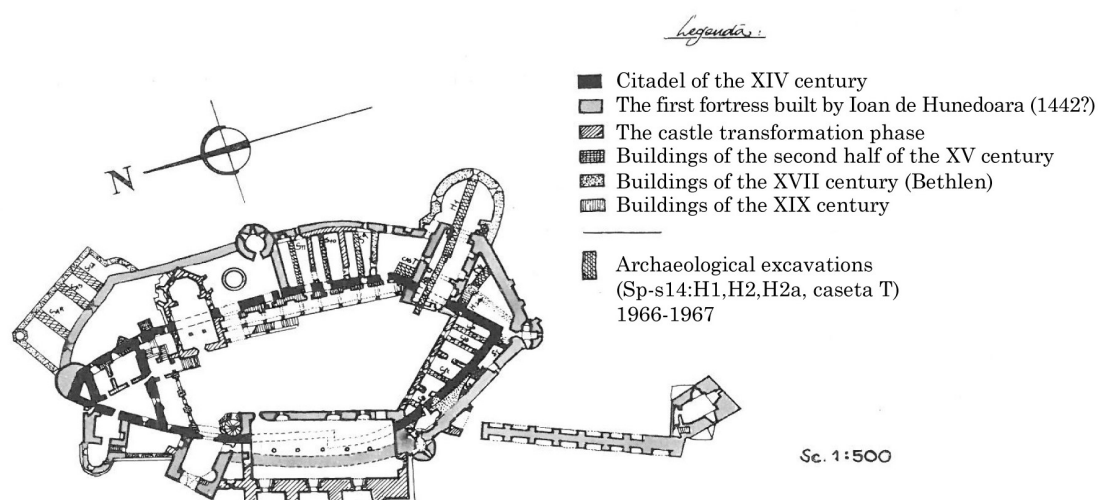 Legendă:
Citadel of the XIV century
The first fortress built by Ioan de Hunedoara (1442?)
The castle transformation phase
Buildings of the second half of the XV century
Buildings of the XVII century (Bethlen)
Buildings of the XIX century
Archaeological excavations
(Sp-s14:H1,H2,H2a, caseta T)
1966-1967
N
Sc. 1:500